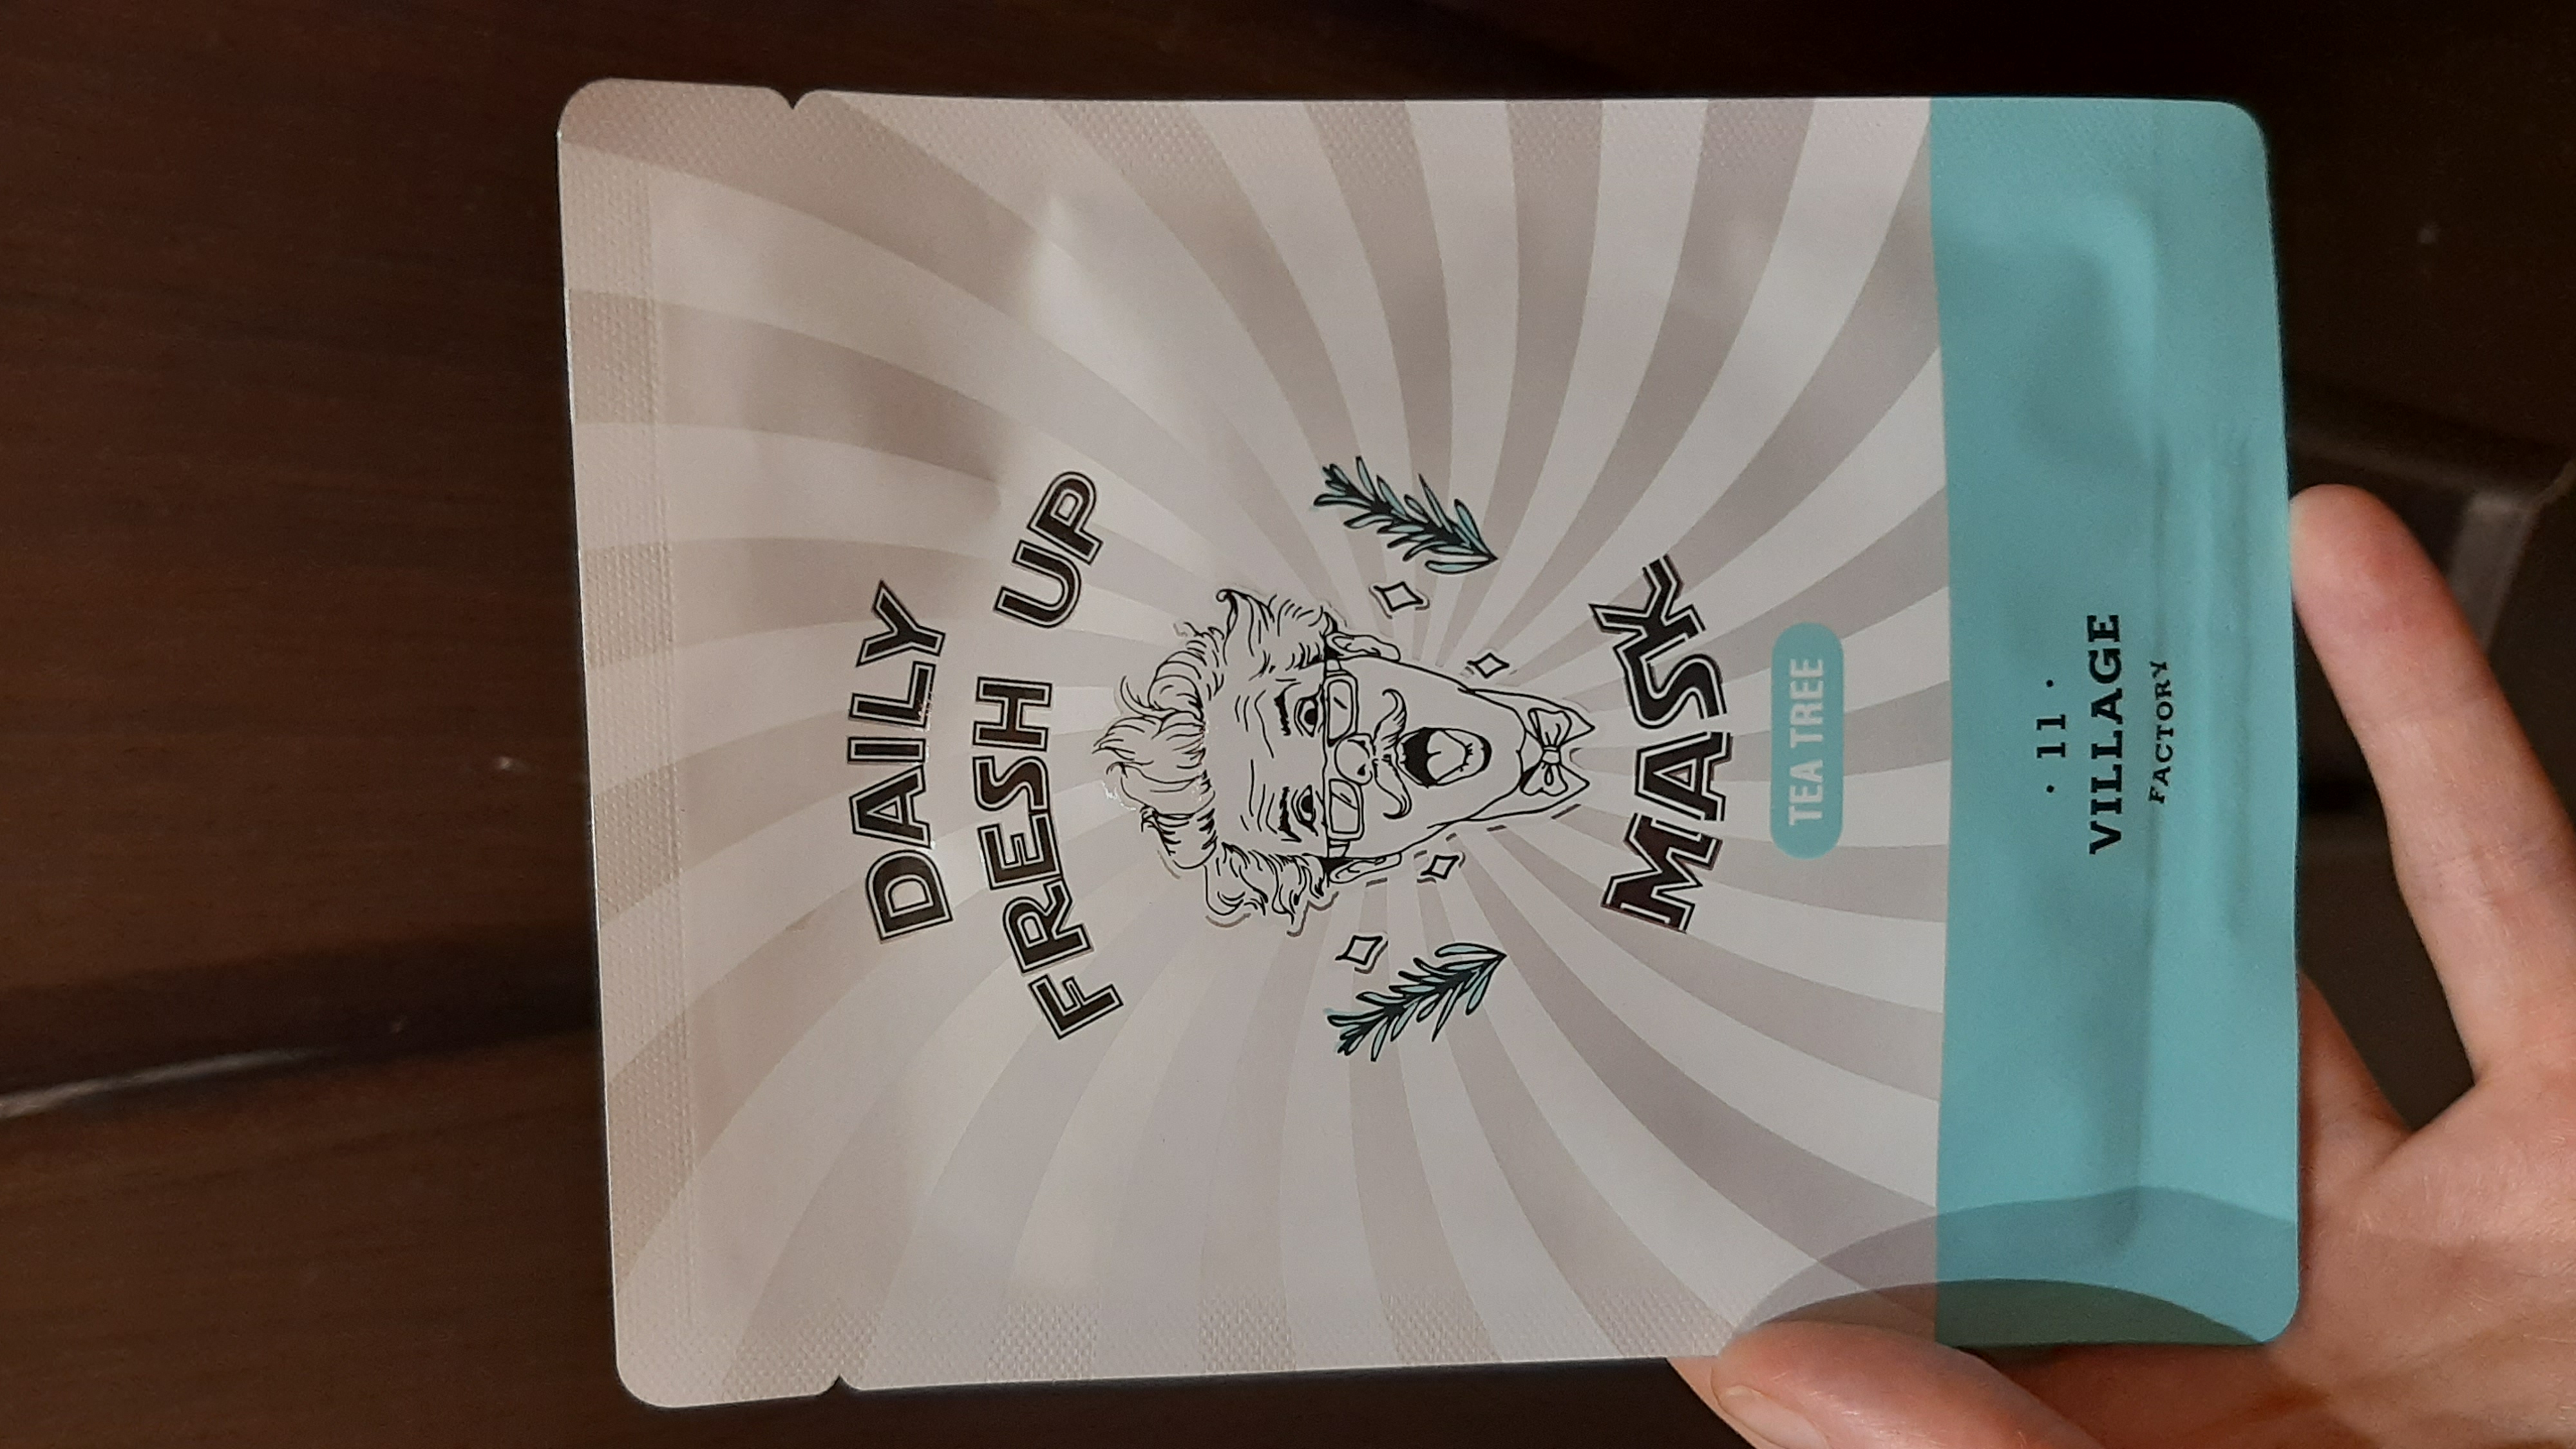 DAILY
FRESH UP
MASK
TEA TREE
· 11 ·
VILLAGE
FACTORY